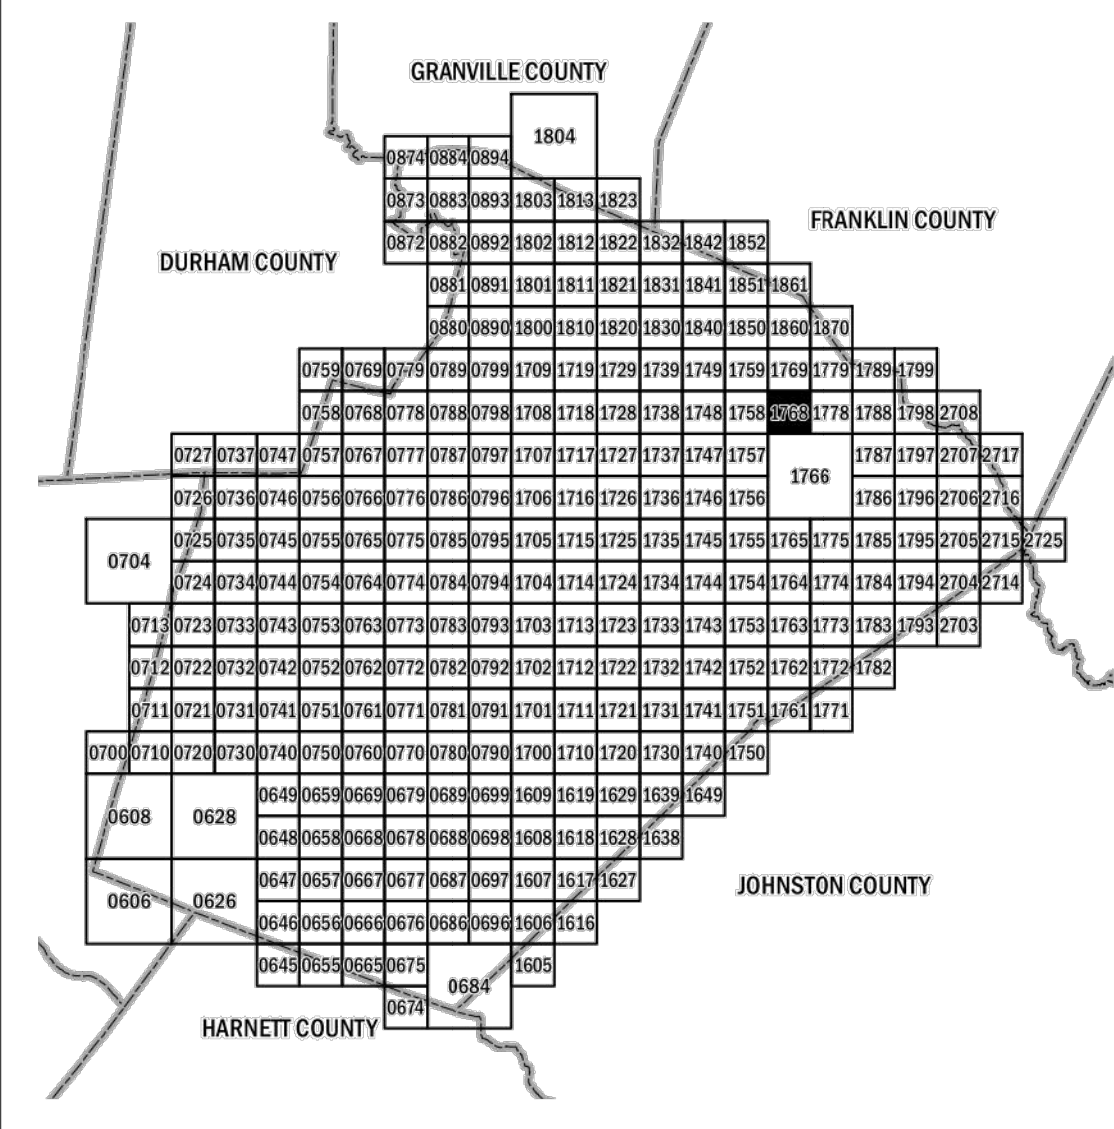 GRANVILLE COUNTY
1804
0874 0884 0894
0873 0883 0893 1803 1813 1823
FRANKLIN COUNTY
0872 0882 0892 1802 1812 1822 1832 1842 1852
DURHAM COUNTY
0881 0891 1801 1811 1821 1831 1841 1851 1861
0880 0890 1800 1810 1820 1830 1840 1850 1860 1870
0759 0769 0779 0789 0799 1709 1719 1729 1739 1749 1759 1769 1779 1789 1799
0758 0768 0778 0788 0798 1708 1718 1728 1738 1748 1758 1768 1778 1788 1798 2708
0727 0737 0747 0757 0767 0777 0787 0797 1707 1717 1727 1737 1747 1757 1787 1797 2707 2717
1766
0726 0736 0746 0756 0766 0776 0786 0796 1706 1716 1726 1736 1746 1756 1786 1796 2706 2716
0725 0735 0745 0755 0765 0775 0785 0795 1705 1715 1725 1735 1745 1755 1765 1775 1785 1795 2705 2715 2725
0704
0724 0734 0744 0754 0764 0774 0784 0794 1704 1714 1724 1734 1744 1754 1764 1774 1784 1794 2704 2714
0713 0723 0733 0743 0753 0763 0773 0783 0793 1703 1713 1723 1733 1743 1753 1763 1773 1783 1793 2703
0712 0722 0732 0742 0752 0762 0772 0782 0792 1702 1712 1722 1732 1742 1752 1762 1772 1782
0711 0721 0731 0741 0751 0761 0771 0781 0791 1701 1711 1721 1731 1741 1751 1761 1771
0700 0710 0720 0730 0740 0750 0760 0770 0780 0790 1700 1710 1720 1730 1740 1750
0649 0659 0669 0679 0689 0699 1609 1619 1629 1639 1649
0608 0628
0648 0658 0668 0678 0688 0698 1608 1618 1628 1638
0647 0657 0667 0677 0687 0697 1607 1617 1627
JOHNSTON COUNTY
0606 0626
0646 0656 0666 0676 0686 0696 1606 1616
0645 0655 0665 0675 1605
0684
0674
HARNETT COUNTY